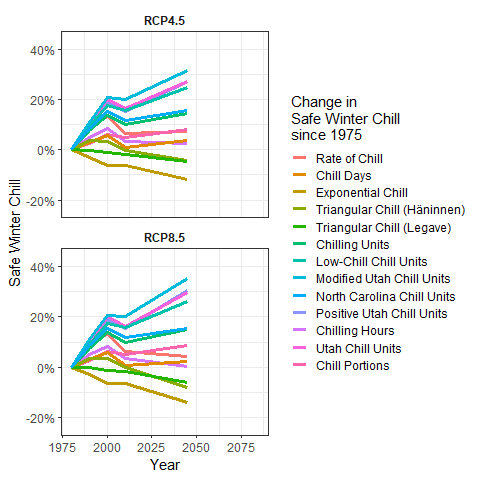 RCP4.5
40%
20%
0%
-20%
RCP8.5
40%
20%
0%
-20%
1975
2000
2025
2050
2075
Year
Safe Winter Chill
Change in
Safe Winter Chill
since 1975
Rate of Chill
Chill Days
Exponential Chill
Triangular Chill (Häninnen)
Triangular Chill (Legave)
Chilling Units
Low-Chill Chill Units
Modified Utah Chill Units
North Carolina Chill Units
Positive Utah Chill Units
Chilling Hours
Utah Chill Units
Chill Portions